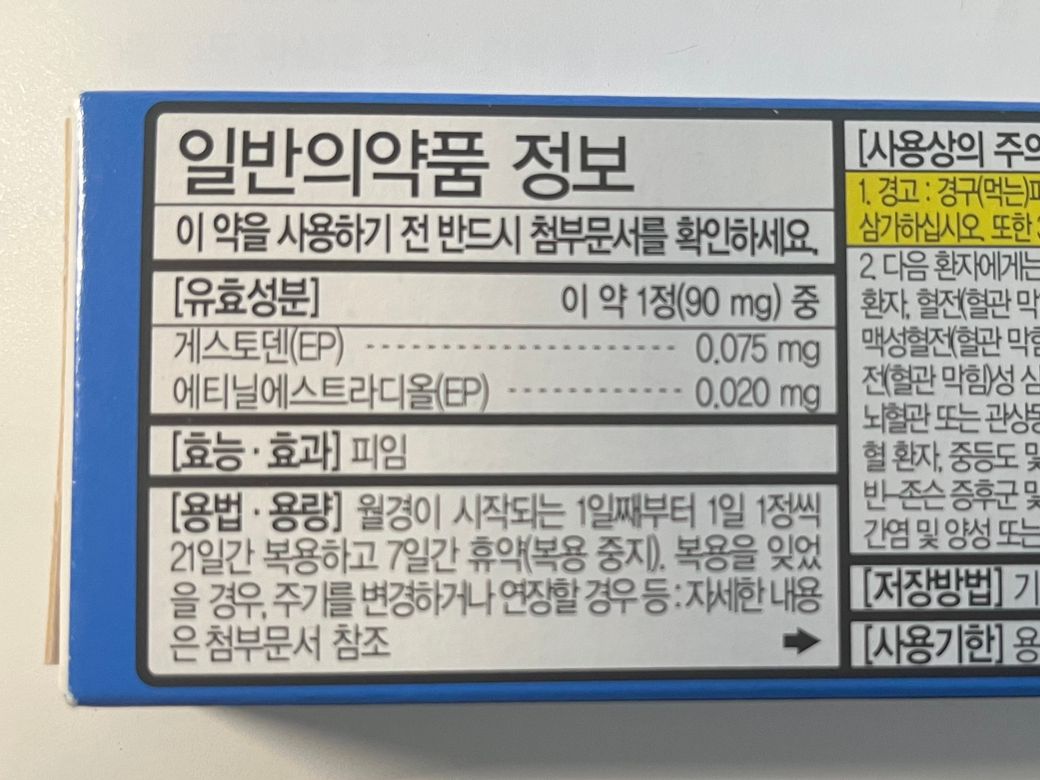 일반의약품 정보
이 약을 사용하기 전 반드시 첨부문서를 확인하세요.
[유효성분] 이 약 1정(90 mg) 중
게스토덴(EP) 0.075 mg
에티닐에스트라디올(EP) 0.020 mg
[효능·효과] 피임
[용법·용량] 월경이 시작되는 1일째부터 1일 1정씩
21일간 복용하고 7일간 휴약(복용 중지). 복용을 잊었
을 경우, 주기를 변경하거나 연장할 경우 등 : 자세한 내용
은 첨부문서 참조
[사용상의 주의
1. 경고 : 경구(먹는)
삼가하십시오. 또한
2. 다음 환자에게는
환자, 혈전(혈관 막
맥성혈전(혈관 막힘
전(혈관 막힘)성 심
뇌혈관 또는 관상동
혈 환자, 중등도 및
반-존슨 증후군 및
간염 및 양성 또는
[저장방법] 기
[사용기한] 용